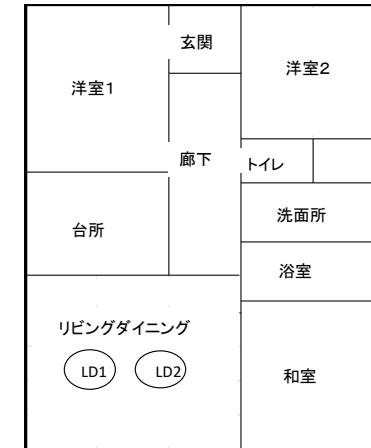 玄関
洋室1
洋室2
廊下
トイレ
台所
洗面所
浴室
リビングダイニング
LD1
LD2
和室